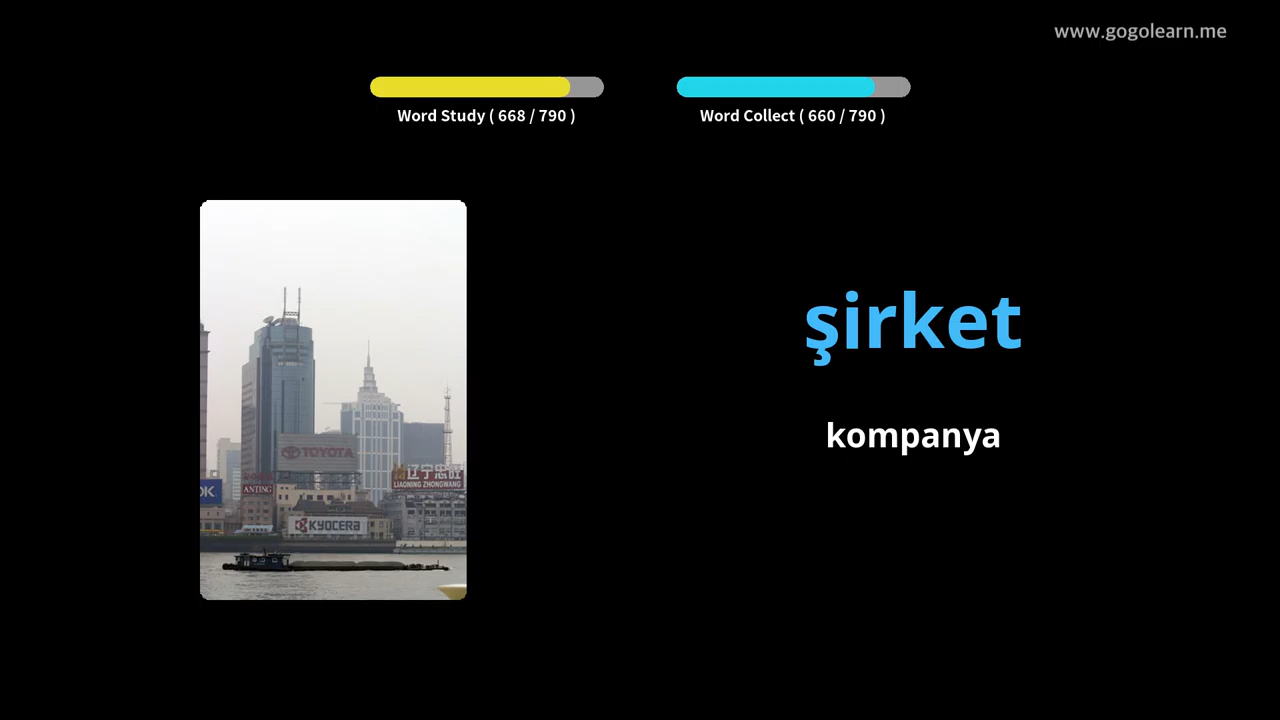 www.gogolearn.me
Word Study ( 668 / 790 )
Word Collect ( 660 / 790 )
şirket
kompanya
TOYOTA
辽宁忠旺
LIAONING ZHONGWANG
OK
ANTING
KYOCERA